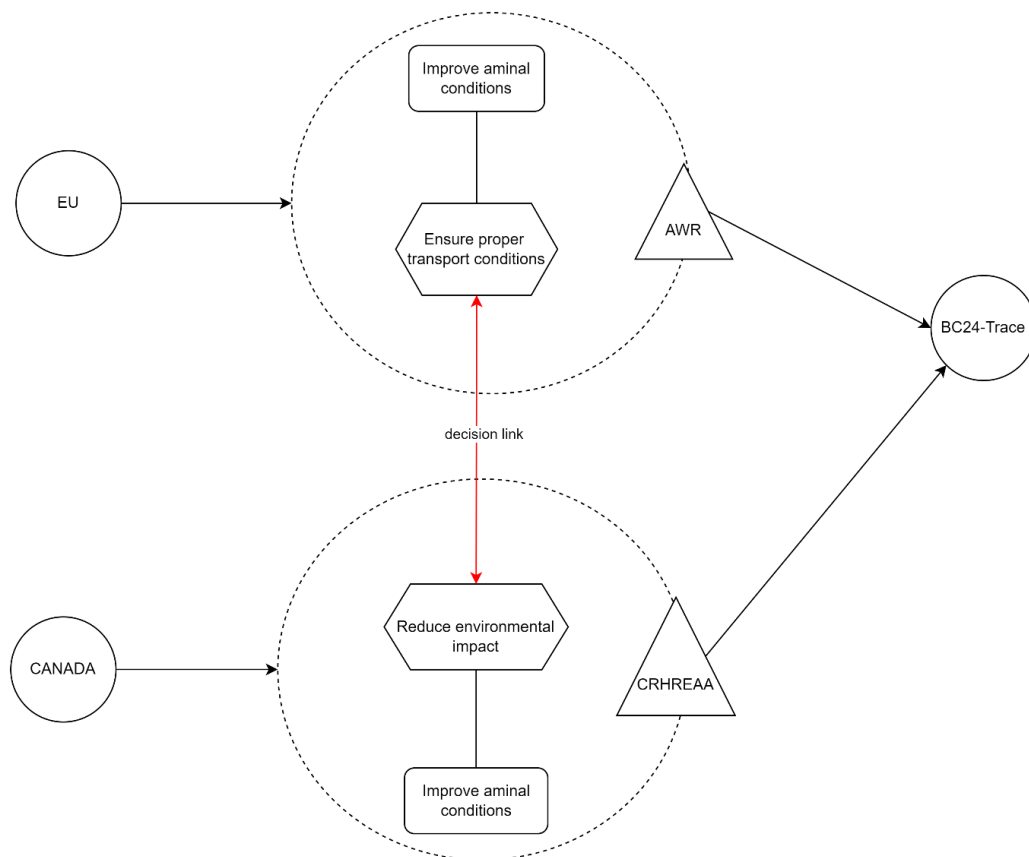 Improve aminal
conditions
EU
Ensure proper
transport conditions
AWR
BC24-Trace
decision link
Reduce environmental
impact
CANADA
CRHREAA
Improve aminal
conditions